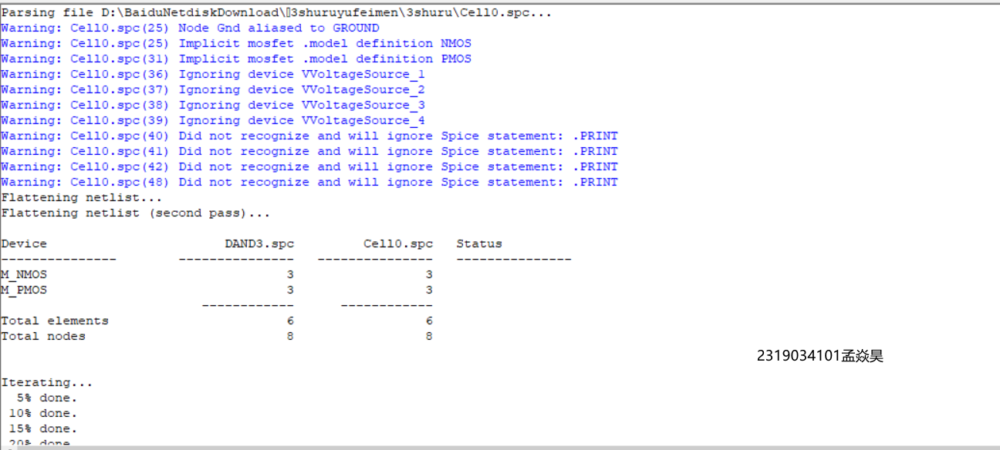 Parsing file D:\BaiduNetdiskDownload\3shuruyufeimen\3shuru\Cell0.spc...
Warning: Cell0.spc(25) Node Gnd aliased to GROUND
Warning: Cell0.spc(25) Implicit mosfet .model definition NMOS
Warning: Cell0.spc(31) Implicit mosfet .model definition PMOS
Warning: Cell0.spc(36) Ignoring device VVoltageSource_1
Warning: Cell0.spc(37) Ignoring device VVoltageSource_2
Warning: Cell0.spc(38) Ignoring device VVoltageSource_3
Warning: Cell0.spc(39) Ignoring device VVoltageSource_4
Warning: Cell0.spc(40) Did not recognize and will ignore Spice statement: .PRINT
Warning: Cell0.spc(41) Did not recognize and will ignore Spice statement: .PRINT
Warning: Cell0.spc(42) Did not recognize and will ignore Spice statement: .PRINT
Warning: Cell0.spc(48) Did not recognize and will ignore Spice statement: .PRINT
Flattening netlist...
Flattening netlist (second pass)...
Device DAND3.spc Cell0.spc Status
--------------- --------------- --------------- ---------------
M_NMOS 3 3
M_PMOS 3 3
------------ ------------
Total elements 6 6
Total nodes 8 8
2319034101孟焱昊
Iterating...
5% done.
10% done.
15% done.
20% done.